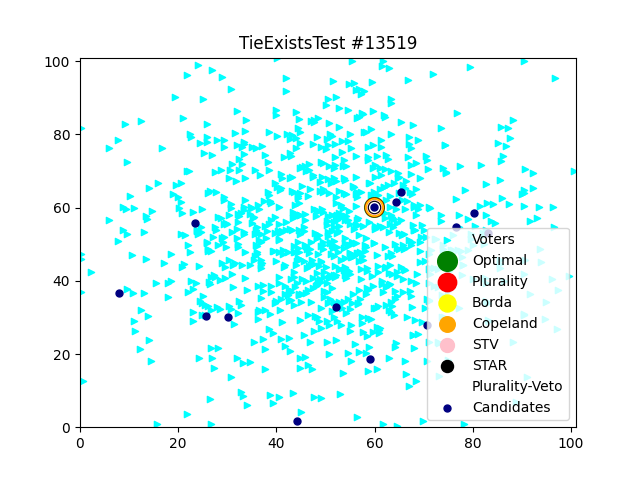 TieExistsTest #13519
100
80
60
40
20
0
0 20 40 60 80 100
Voters
Optimal
Plurality
Borda
Copeland
STV
STAR
Plurality-Veto
Candidates